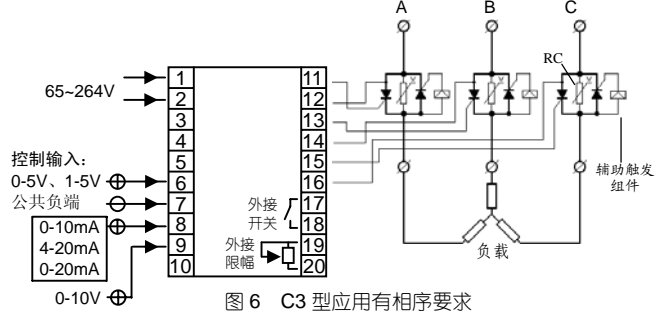 A B C
RC
65~264V
1 11
2 12
3 13
4 14
5 15
6 16
7 17
8 18
9 19
10 20
控制输入:
0-5V、1-5V
公共负端
0-10mA
4-20mA
0-20mA
0-10V
外接
开关
外接
限幅
辅助触发
组件
负载
图 6 C3 型应用有相序要求